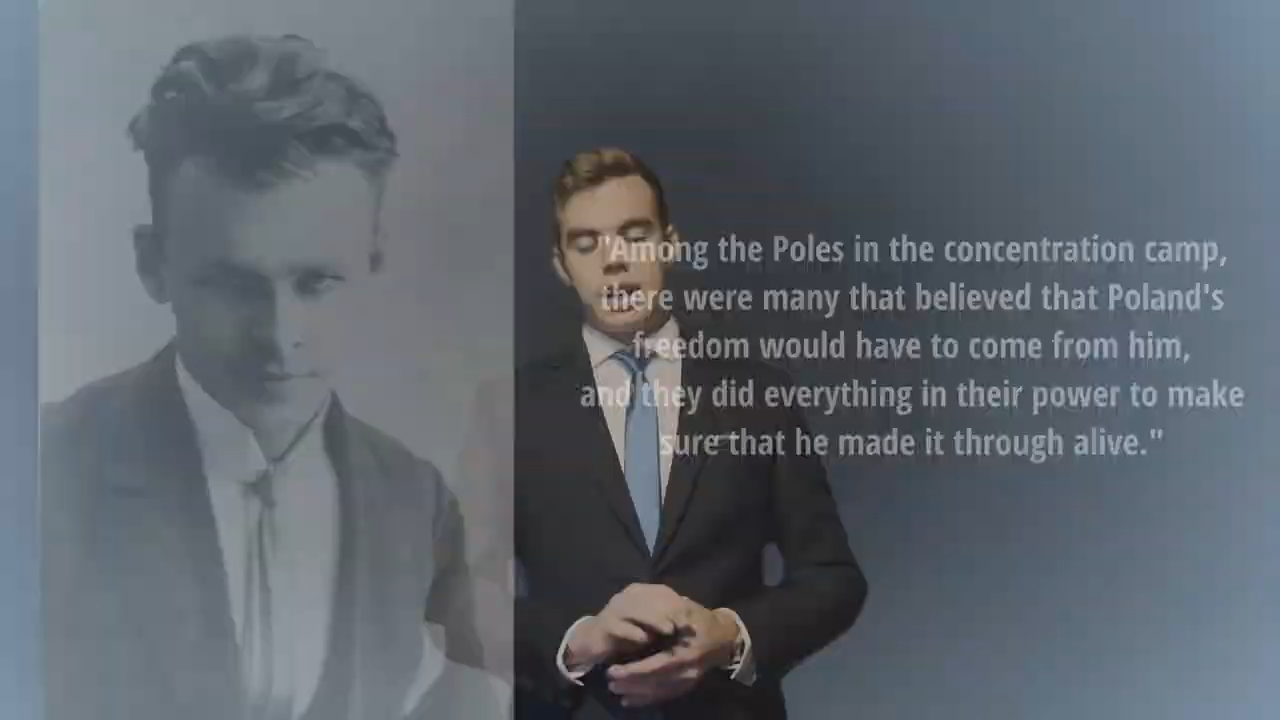 "Among the Poles in the concentration camp,
there were many that believed that Poland's
freedom would have to come from him,
and they did everything in their power to make
sure that he made it through alive."